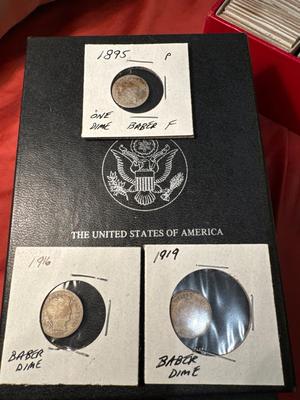 1895 P
ONE
DIME
BABER F
THE UNITED STATES OF AMERICA
1916
BABER
DIME
1919
BABER
DIME